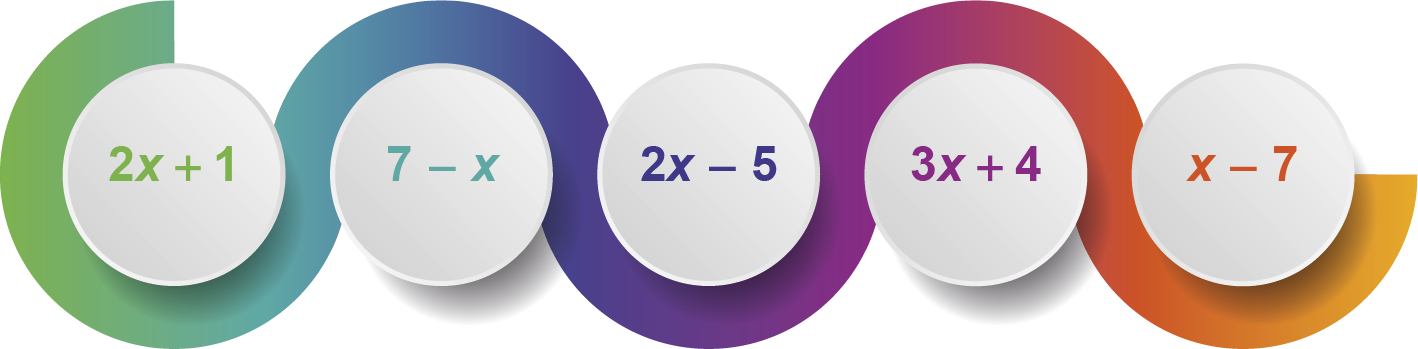 2x + 1 7 – x 2x – 5 3x + 4 x – 7